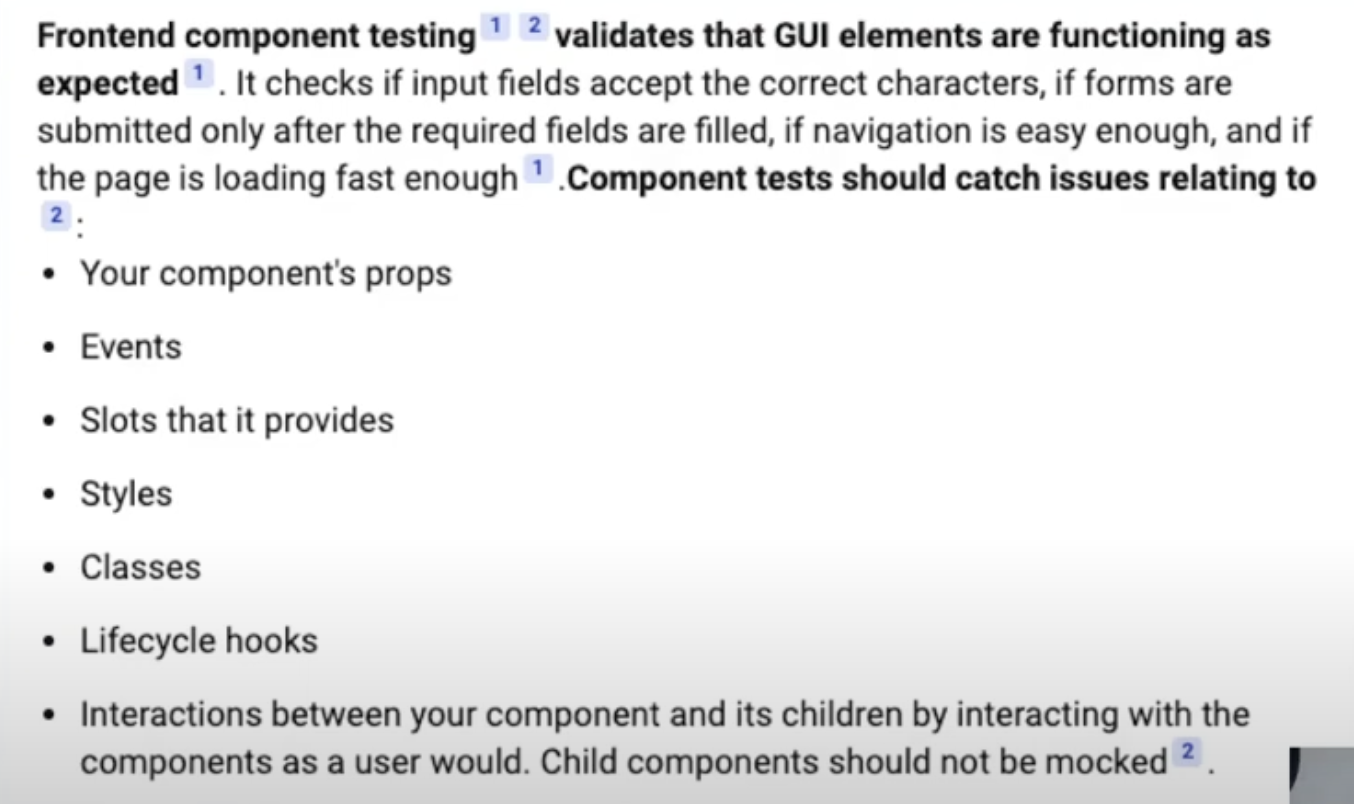 Frontend component testing 1 2 validates that GUI elements are functioning as
expected 1 . It checks if input fields accept the correct characters, if forms are
submitted only after the required fields are filled, if navigation is easy enough, and if
the page is loading fast enough 1 .Component tests should catch issues relating to
2 :
• Your component's props
• Events
• Slots that it provides
• Styles
• Classes
• Lifecycle hooks
• Interactions between your component and its children by interacting with the
components as a user would. Child components should not be mocked 2 .